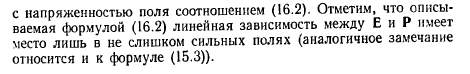 с напряженностью поля соотношением (16.2). Отметим, что описы-
ваемая формулой (16.2) линейная зависимость между E и P имеет
место лишь в не слишком сильных полях (аналогичное замечание
относится и к формуле (15.3)).